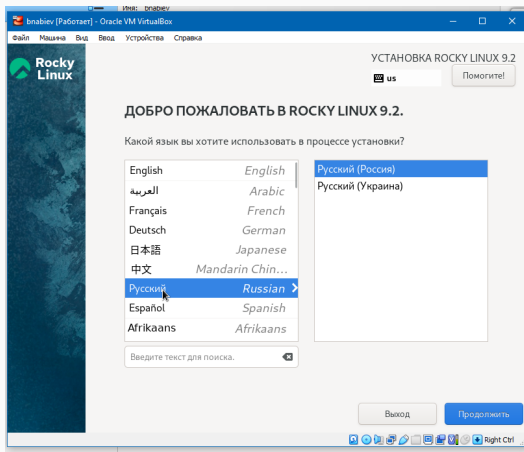 Имя: bnabiev
bnabiev [Работает] - Oracle VM VirtualBox
Файл Машина Вид Ввод Устройства Справка
Rocky
Linux
УСТАНОВКА ROCKY LINUX 9.2
us
Помогите!
ДОБРО ПОЖАЛОВАТЬ В ROCKY LINUX 9.2.
Какой язык вы хотите использовать в процессе установки?
English English
العربية Arabic
Français French
Deutsch German
日本語 Japanese
中文 Mandarin Chin...
Русский Russian
Español Spanish
Afrikaans Afrikaans
Русский (Россия)
Русский (Украина)
Введите текст для поиска.
Выход
Продолжить
Right Ctrl